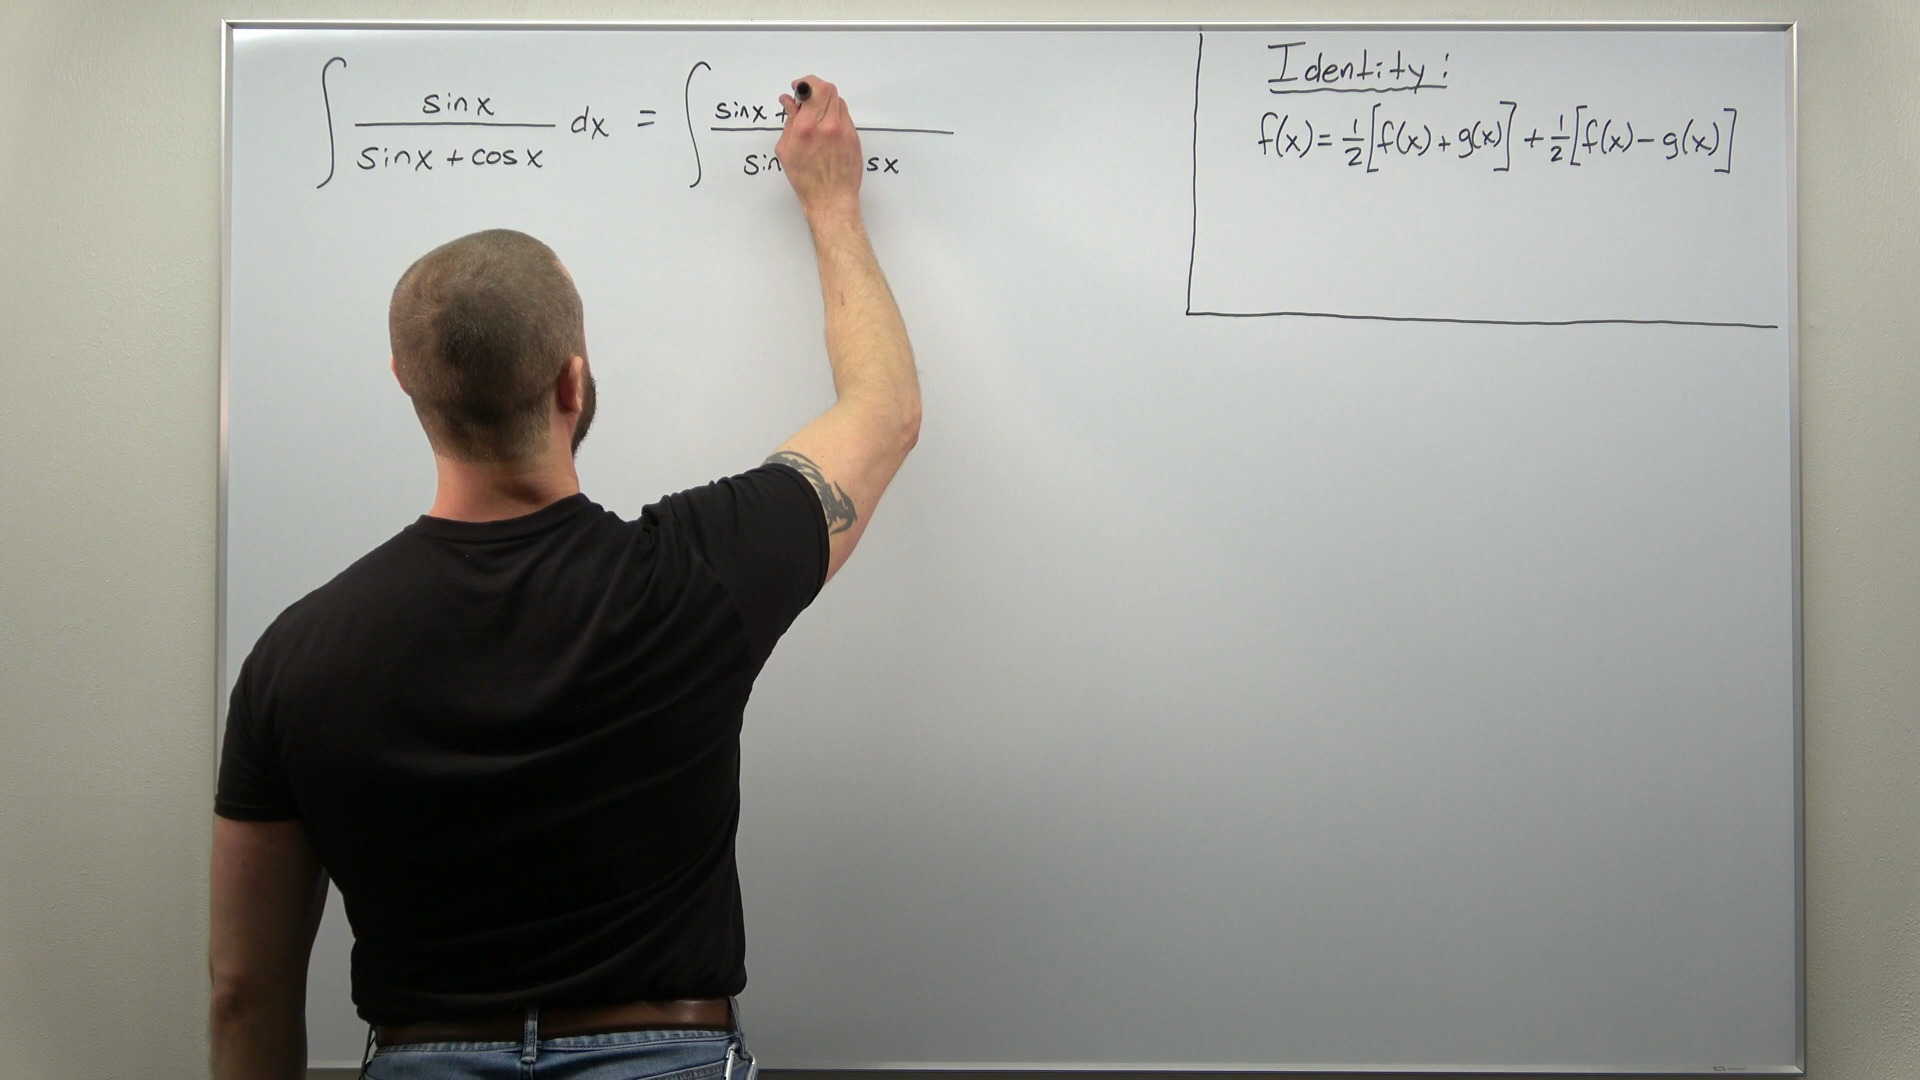 ∫ sinx / (sinx + cosx) dx = ∫ sinx + / sin sx
Identity:
f(x) = 1/2 [f(x) + g(x)] + 1/2 [f(x) − g(x)]